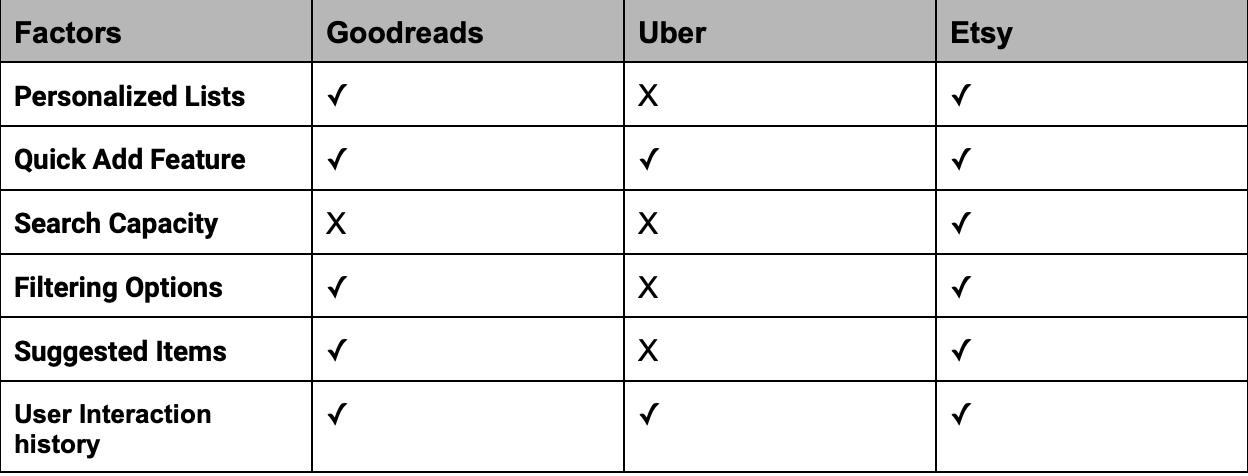 Factors Goodreads Uber Etsy
Personalized Lists ✓ X ✓
Quick Add Feature ✓ ✓ ✓
Search Capacity X X ✓
Filtering Options ✓ X ✓
Suggested Items ✓ X ✓
User Interaction ✓ ✓ ✓
history